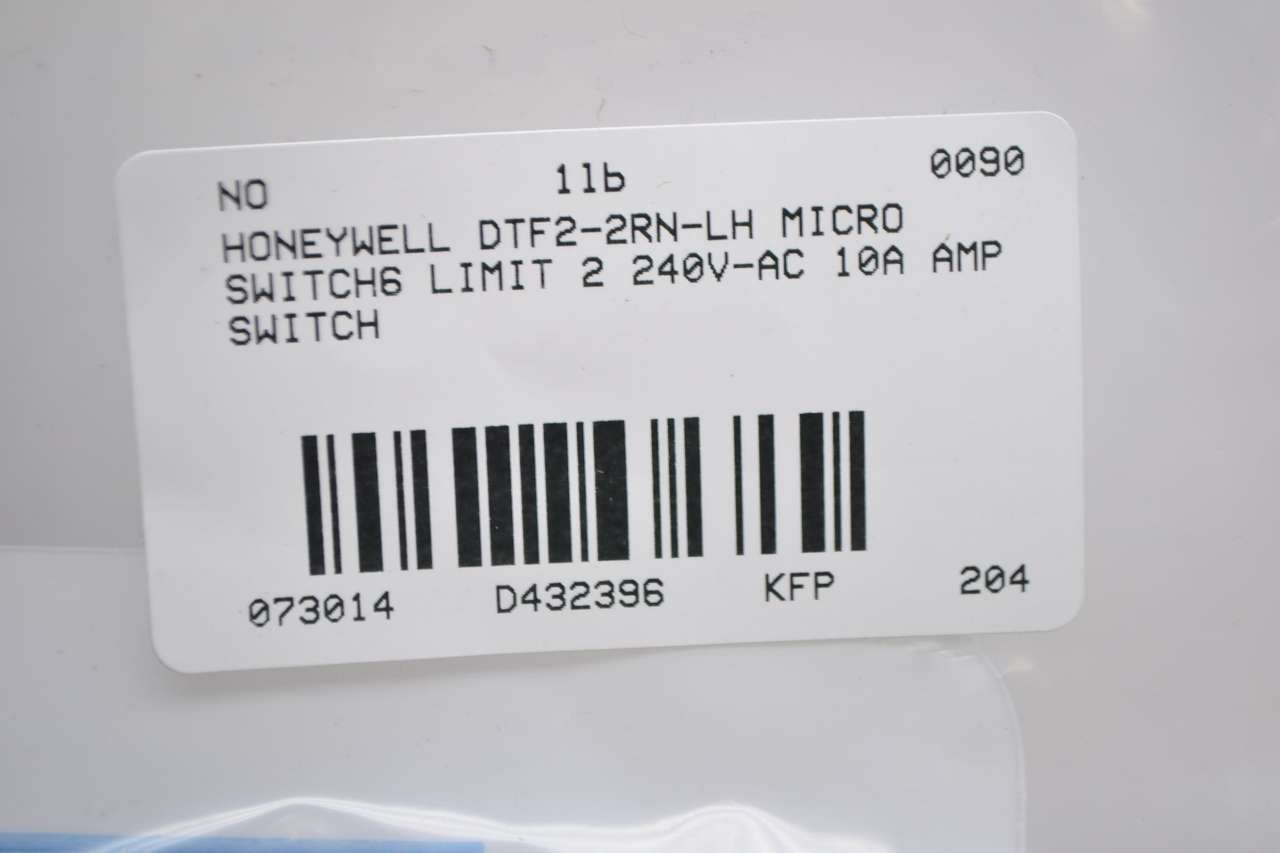 NO 1lb 0090
HONEYWELL DTF2-2RN-LH MICRO
SWITCH6 LIMIT 2 240V-AC 10A AMP
SWITCH
073014 D432396 KFP 204